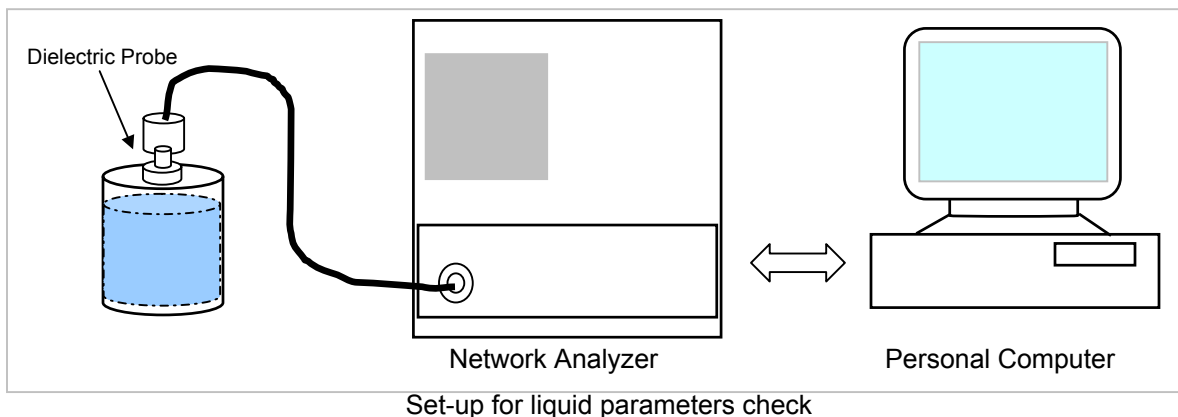 Dielectric Probe
Network Analyzer
Personal Computer
Set-up for liquid parameters check